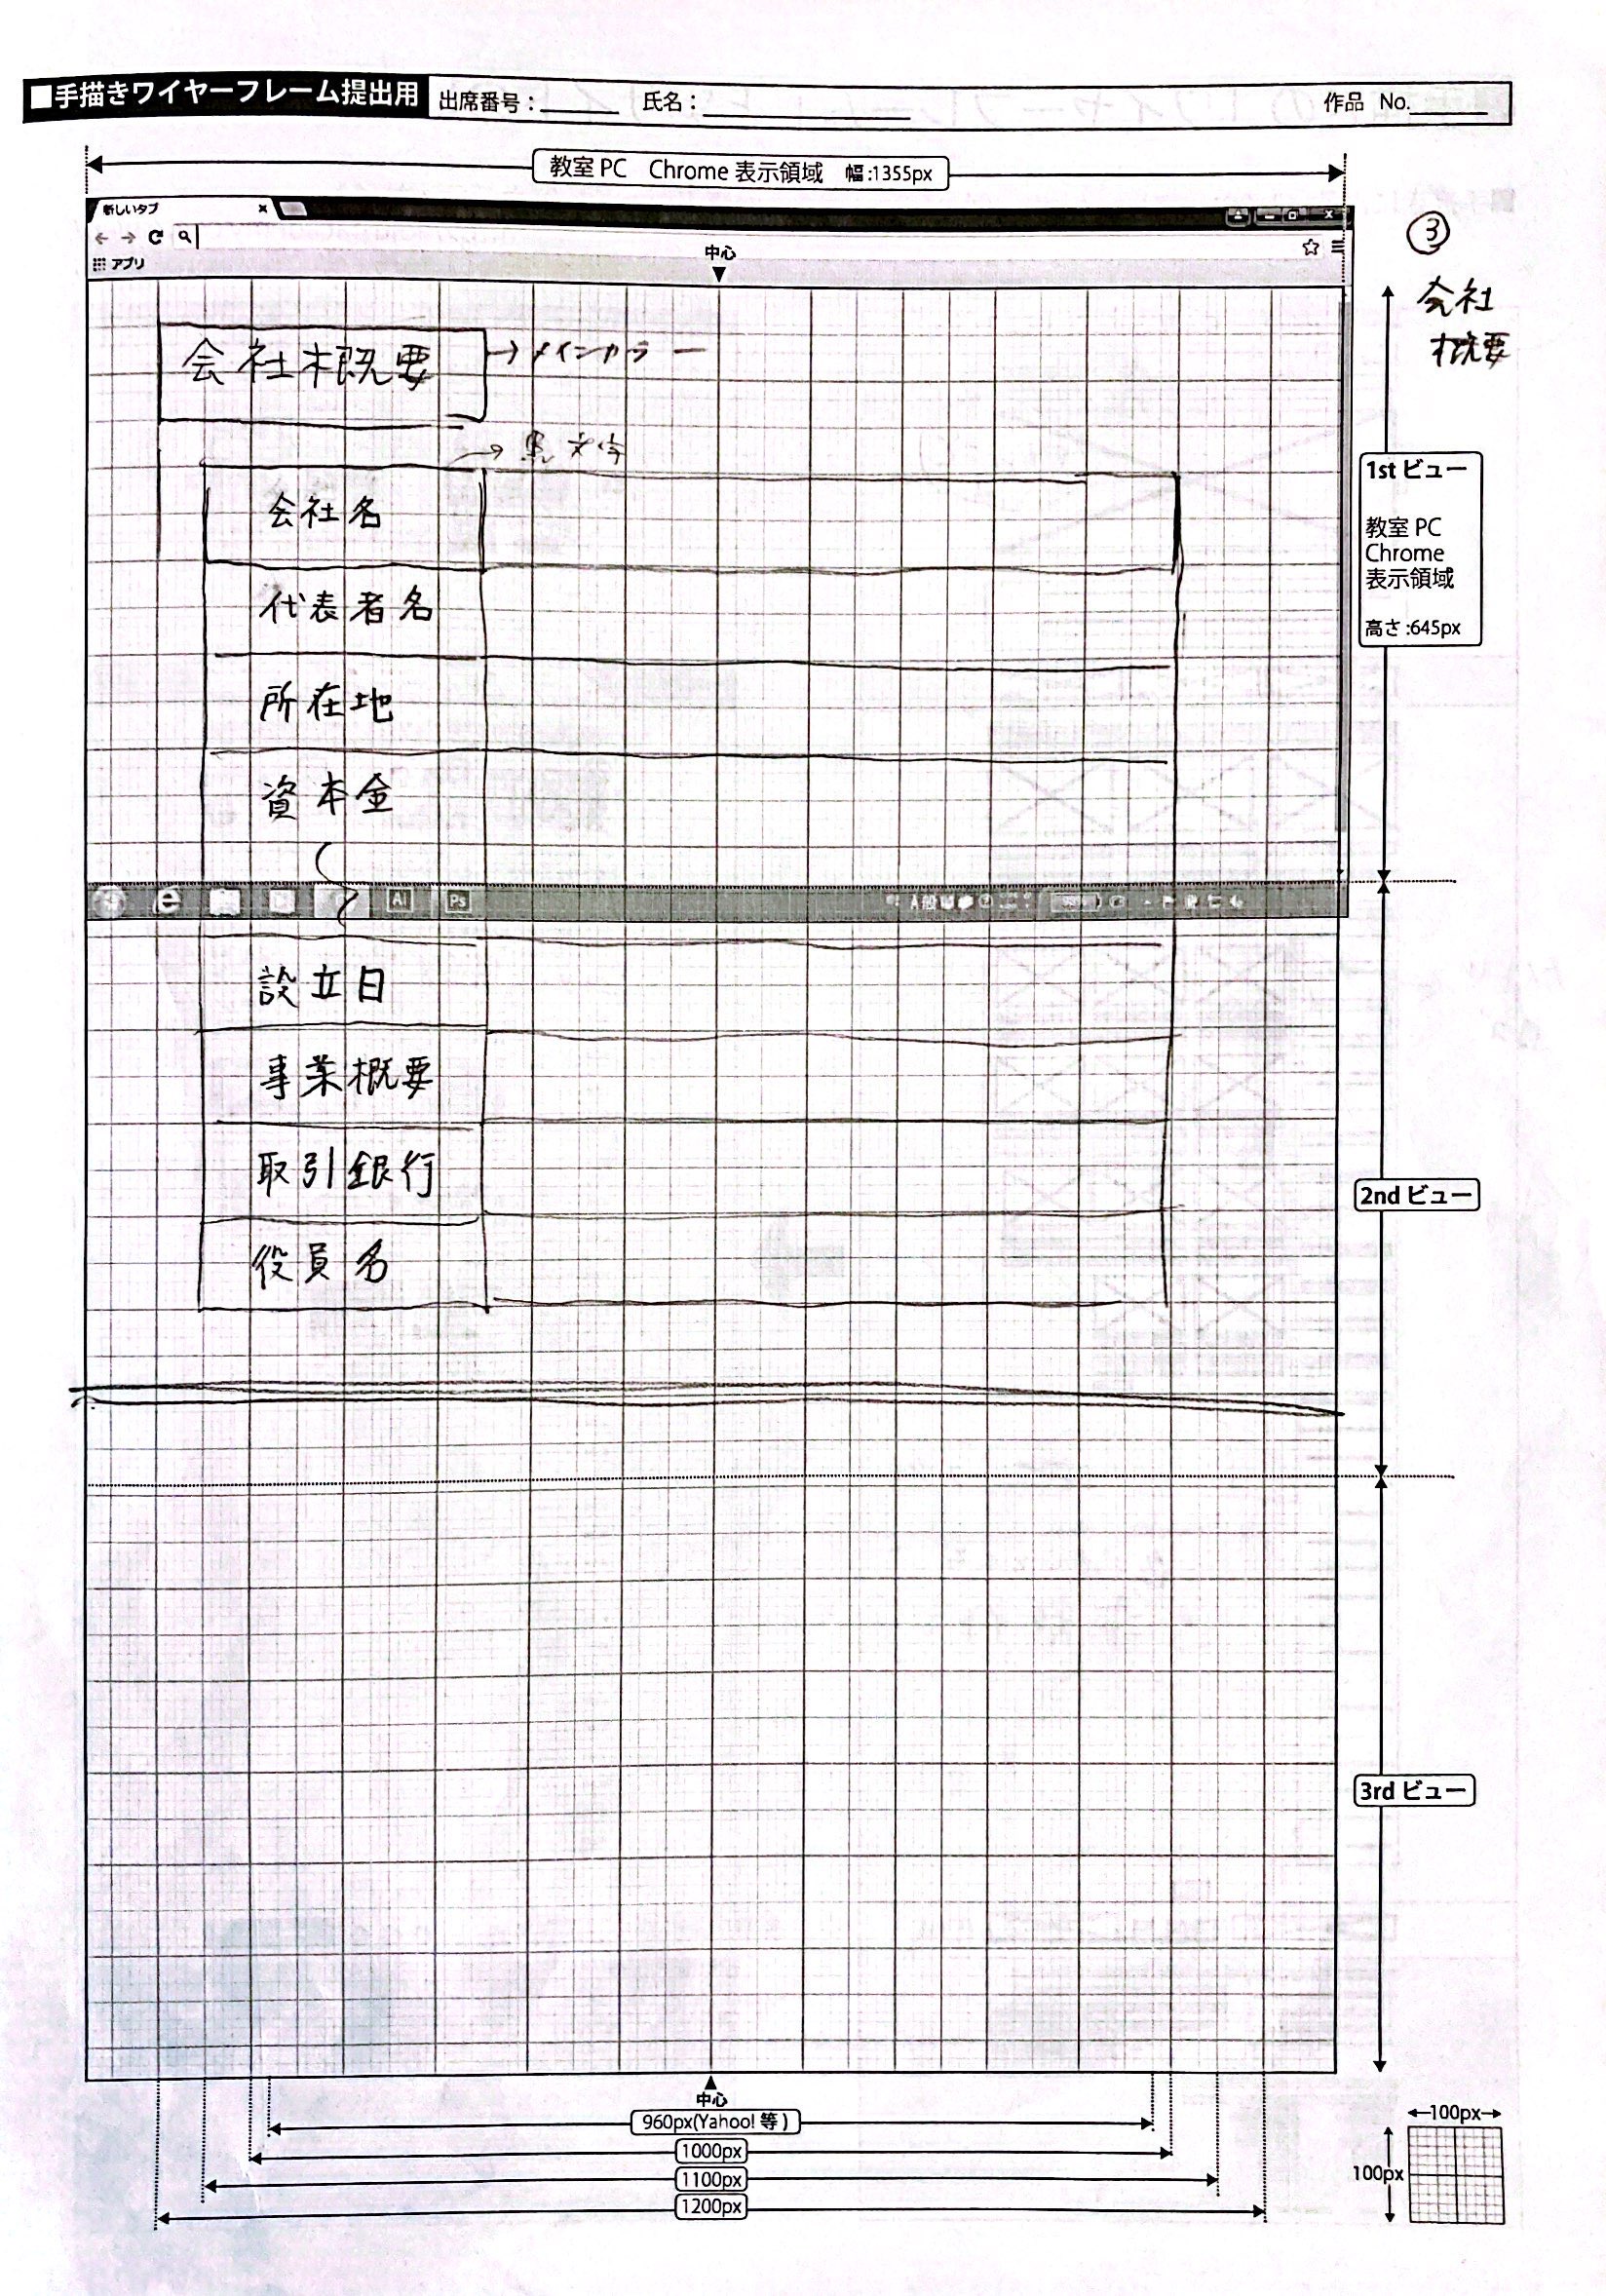 ■手描きワイヤーフレーム提出用 出席番号： 氏名： 作品 No.
教室 PC Chrome 表示領域 幅:1355px
新しいタブ
アプリ
中心
③
会社
概要
会社概要 → メインカラー
→ 黒文字
会社名
代表者名
所在地
資本金
1st ビュー
教室 PC
Chrome
表示領域
高さ:645px
Ai Ps
A 般
設立日
事業概要
取引銀行
役員名
2nd ビュー
3rd ビュー
中心
960px(Yahoo! 等)
1000px
1100px
1200px
100px
100px